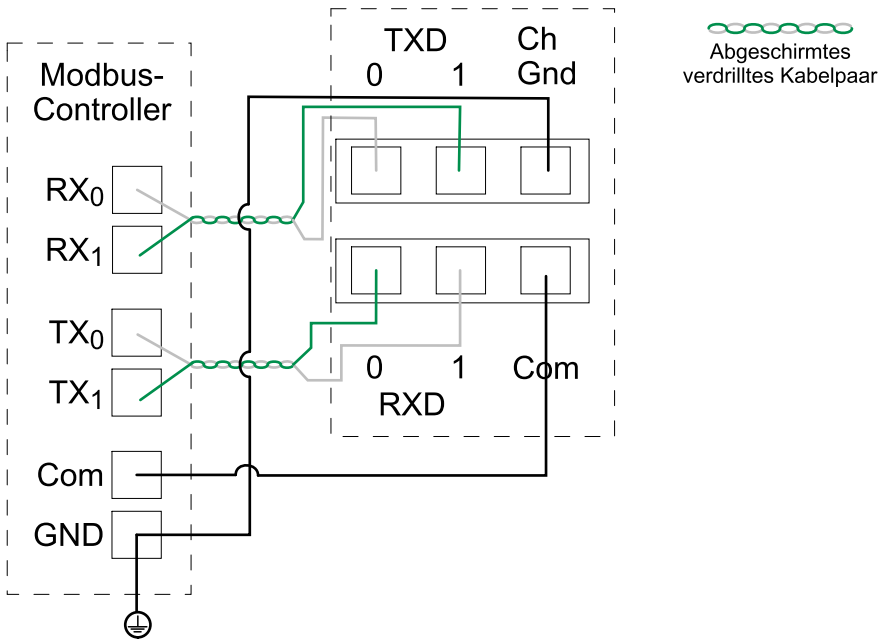 Modbus-
Controller
RX0
RX1
TX0
TX1
Com
GND
TXD
0 1
Ch
Gnd
0 1 Com
RXD
Abgeschirmtes
verdrilltes Kabelpaar